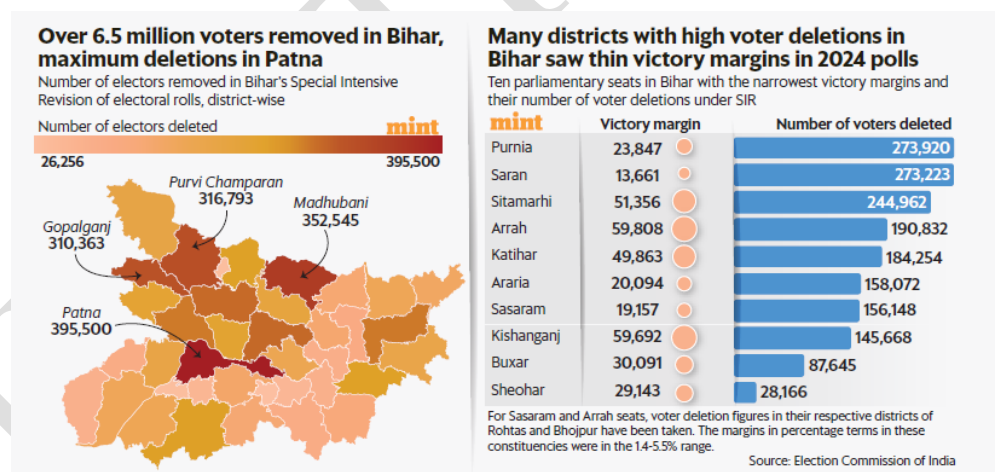 Over 6.5 million voters removed in Bihar,
maximum deletions in Patna
Number of electors removed in Bihar's Special Intensive
Revision of electoral rolls, district-wise
Number of electors deleted
mint
26,256
395,500
Purvi Champaran
316,793
Madhubani
352,545
Gopalganj
310,363
Patna
395,500
Many districts with high voter deletions in
Bihar saw thin victory margins in 2024 polls
Ten parliamentary seats in Bihar with the narrowest victory margins and
their number of voter deletions under SIR
mint Victory margin Number of voters deleted
Purnia 23,847 273,920
Saran 13,661 273,223
Sitamarhi 51,356 244,962
Arrah 59,808 190,832
Katihar 49,863 184,254
Araria 20,094 158,072
Sasaram 19,157 156,148
Kishanganj 59,692 145,668
Buxar 30,091 87,645
Sheohar 29,143 28,166
For Sasaram and Arrah seats, voter deletion figures in their respective districts of
Rohtas and Bhojpur have been taken. The margins in percentage terms in these
constituencies were in the 1.4-5.5% range.
Source: Election Commission of India